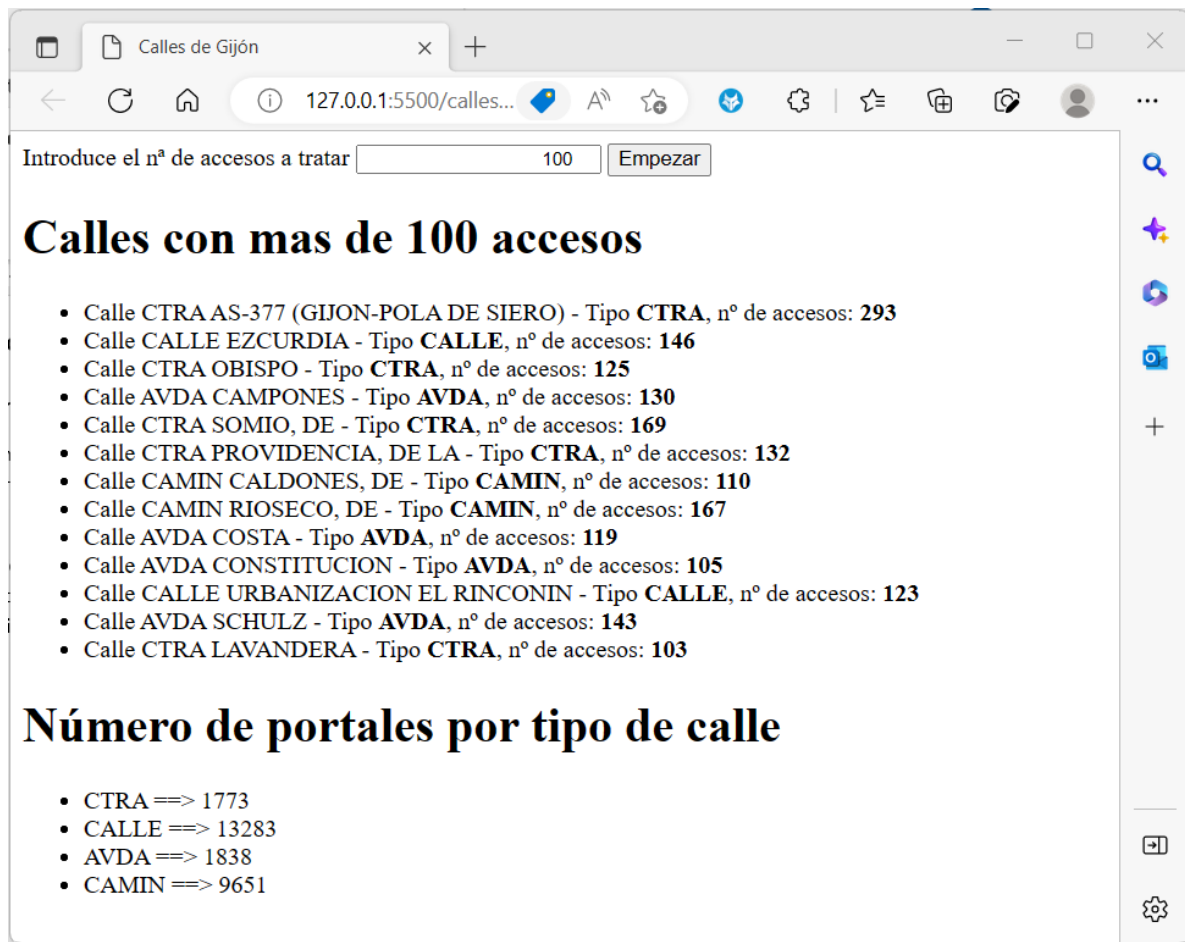 Calles de Gijón
127.0.0.1:5500/calles...
Introduce el nª de accesos a tratar 100 Empezar
Calles con mas de 100 accesos
• Calle CTRA AS-377 (GIJON-POLA DE SIERO) - Tipo CTRA, nº de accesos: 293
• Calle CALLE EZCURDIA - Tipo CALLE, nº de accesos: 146
• Calle CTRA OBISPO - Tipo CTRA, nº de accesos: 125
• Calle AVDA CAMPONES - Tipo AVDA, nº de accesos: 130
• Calle CTRA SOMIO, DE - Tipo CTRA, nº de accesos: 169
• Calle CTRA PROVIDENCIA, DE LA - Tipo CTRA, nº de accesos: 132
• Calle CAMIN CALDONES, DE - Tipo CAMIN, nº de accesos: 110
• Calle CAMIN RIOSECO, DE - Tipo CAMIN, nº de accesos: 167
• Calle AVDA COSTA - Tipo AVDA, nº de accesos: 119
• Calle AVDA CONSTITUCION - Tipo AVDA, nº de accesos: 105
• Calle CALLE URBANIZACION EL RINCONIN - Tipo CALLE, nº de accesos: 123
• Calle AVDA SCHULZ - Tipo AVDA, nº de accesos: 143
• Calle CTRA LAVANDERA - Tipo CTRA, nº de accesos: 103
Número de portales por tipo de calle
• CTRA ==> 1773
• CALLE ==> 13283
• AVDA ==> 1838
• CAMIN ==> 9651